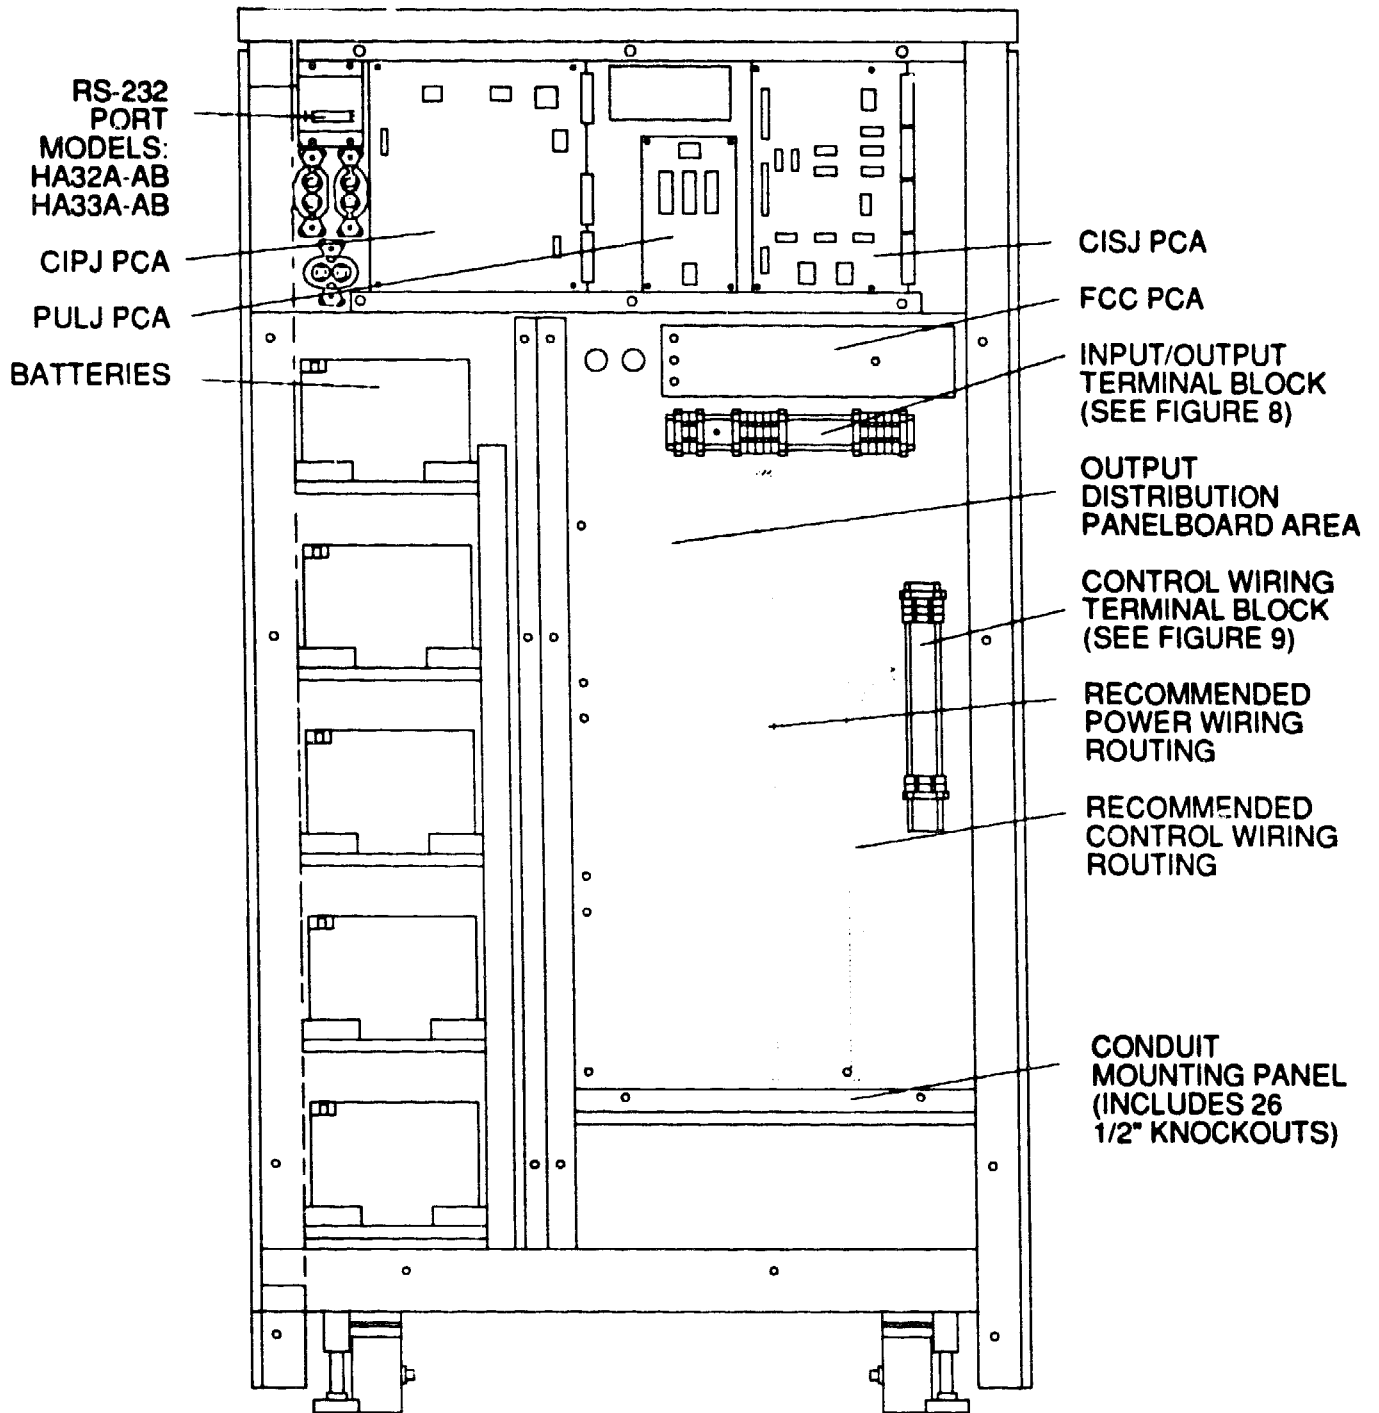 RS-232
PORT
MODELS:
HA32A-AB
HA33A-AB
CIPJ PCA
PULJ PCA
BATTERIES
CISJ PCA
FCC PCA
INPUT/OUTPUT
TERMINAL BLOCK
(SEE FIGURE 8)
OUTPUT
DISTRIBUTION
PANELBOARD AREA
CONTROL WIRING
TERMINAL BLOCK
(SEE FIGURE 9)
RECOMMENDED
POWER WIRING
ROUTING
RECOMMENDED
CONTROL WIRING
ROUTING
CONDUIT
MOUNTING PANEL
(INCLUDES 26
1/2" KNOCKOUTS)